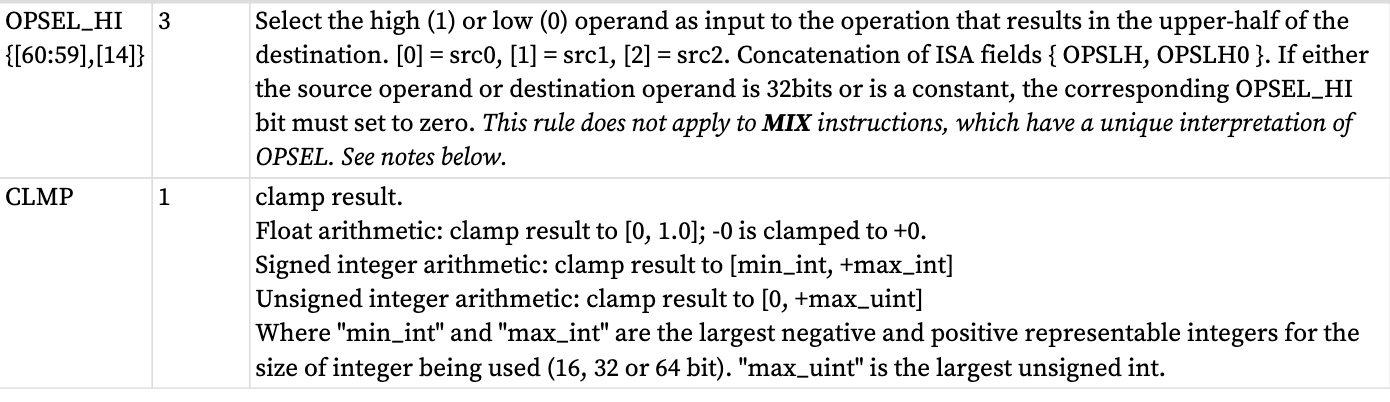 OPSEL_HI 3 Select the high (1) or low (0) operand as input to the operation that results in the upper-half of the
{[60:59],[14]} destination. [0] = src0, [1] = src1, [2] = src2. Concatenation of ISA fields { OPSLH, OPSLH0 }. If either
the source operand or destination operand is 32bits or is a constant, the corresponding OPSEL_HI
bit must set to zero. This rule does not apply to MIX instructions, which have a unique interpretation of
OPSEL. See notes below.
CLMP 1 clamp result.
Float arithmetic: clamp result to [0, 1.0]; -0 is clamped to +0.
Signed integer arithmetic: clamp result to [min_int, +max_int]
Unsigned integer arithmetic: clamp result to [0, +max_uint]
Where "min_int" and "max_int" are the largest negative and positive representable integers for the
size of integer being used (16, 32 or 64 bit). "max_uint" is the largest unsigned int.